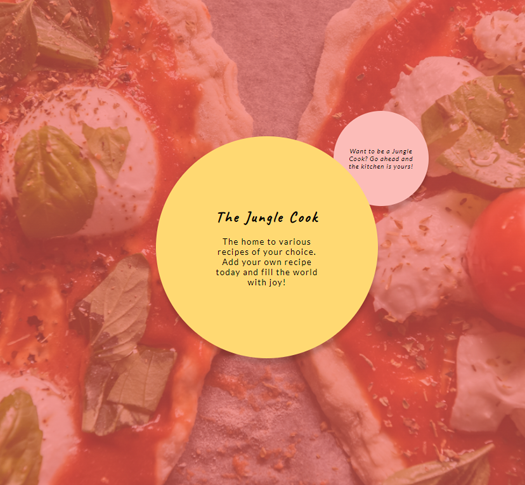 Want to be a Jungle
Cook? Go ahead and
the kitchen is yours!
The Jungle Cook
The home to various
recipes of your choice.
Add your own recipe
today and fill the world
with joy!